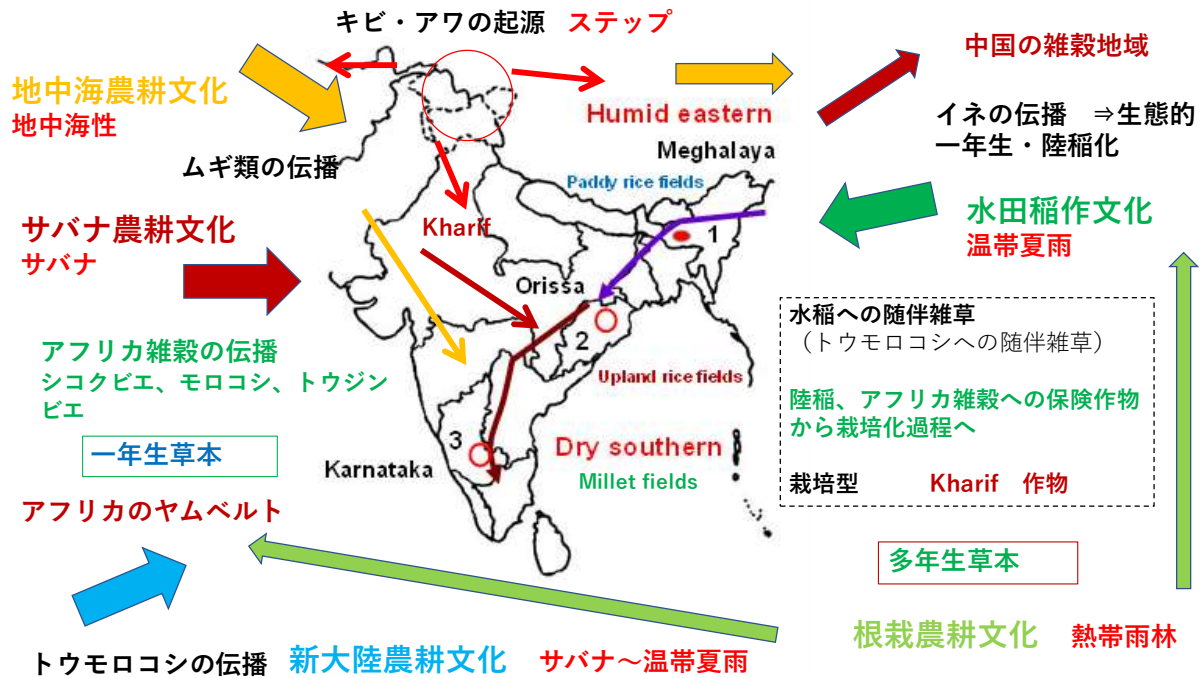 キビ・アワの起源 ステップ
中国の雑穀地域
地中海農耕文化
地中海性
Humid eastern
イネの伝播 ⇒生態的
一年生・陸稲化
Meghalaya
ムギ類の伝播
Paddy rice fields
水田稲作文化
温帯夏雨
サバナ農耕文化
サバナ
Kharif
1
Orissa
水稲への随伴雑草
（トウモロコシへの随伴雑草）
2
アフリカ雑穀の伝播
シコクビエ、モロコシ、トウジン
ビエ
Upland rice fields
陸稲、アフリカ雑穀への保険作物
から栽培化過程へ
3
一年生草本
Dry southern
Karnataka
Millet fields
栽培型 Kharif 作物
アフリカのヤムベルト
多年生草本
根栽農耕文化 熱帯雨林
トウモロコシの伝播 新大陸農耕文化 サバナ～温帯夏雨